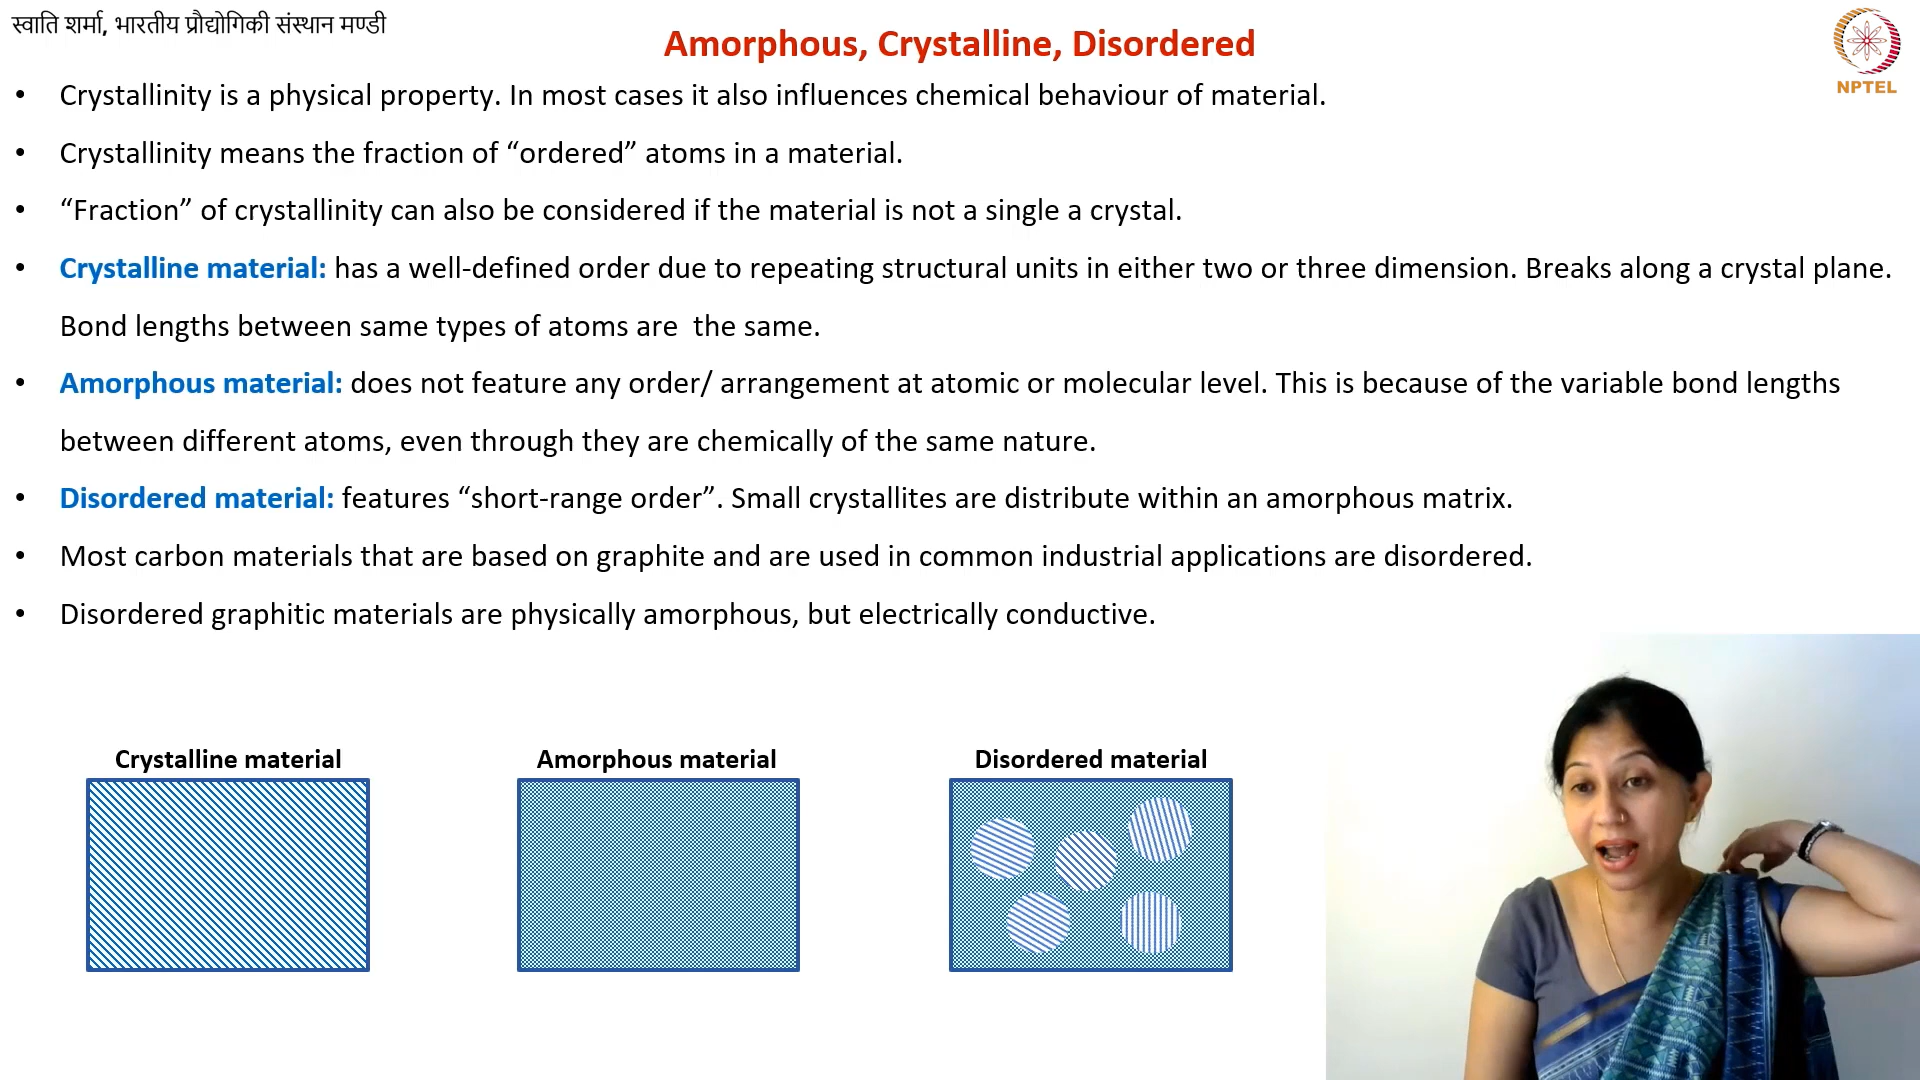 स्वाति शर्मा, भारतीय प्रौद्योगिकी संस्थान मण्डी
Amorphous, Crystalline, Disordered
NPTEL
• Crystallinity is a physical property. In most cases it also influences chemical behaviour of material.
• Crystallinity means the fraction of “ordered” atoms in a material.
• “Fraction” of crystallinity can also be considered if the material is not a single a crystal.
• Crystalline material: has a well-defined order due to repeating structural units in either two or three dimension. Breaks along a crystal plane.
Bond lengths between same types of atoms are the same.
• Amorphous material: does not feature any order/ arrangement at atomic or molecular level. This is because of the variable bond lengths
between different atoms, even through they are chemically of the same nature.
• Disordered material: features “short-range order”. Small crystallites are distribute within an amorphous matrix.
• Most carbon materials that are based on graphite and are used in common industrial applications are disordered.
• Disordered graphitic materials are physically amorphous, but electrically conductive.
Crystalline material
Amorphous material
Disordered material